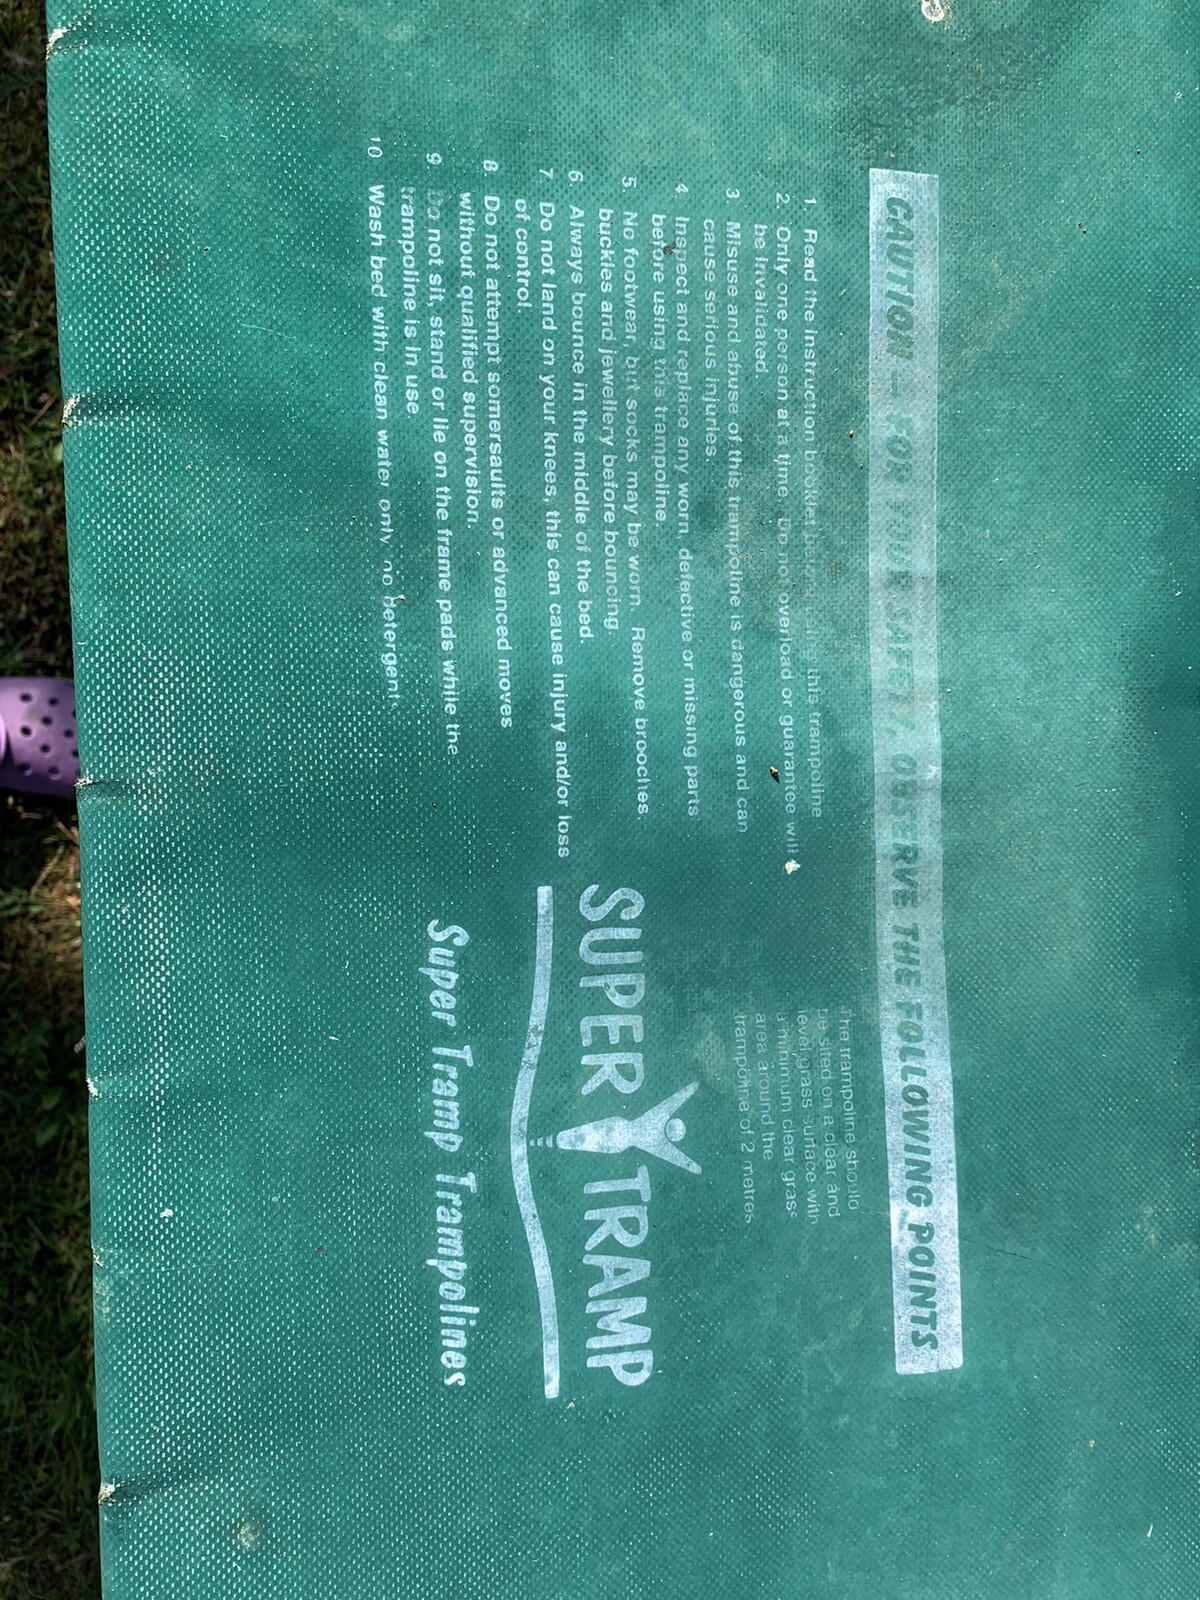 CAUTION – FOR YOUR SAFETY, OBSERVE THE FOLLOWING POINTS
1. Read the instruction booklet before using this trampoline
2. Only one person at a time. Do not overload or guarantee will
be invalidated.
3 Misuse and abuse of this trampoline is dangerous and can
cause serious injuries.
4. Inspect and replace any worn, defective or missing parts
before using this trampoline.
5. No footwear, but socks may be worn. Remove brooches,
buckles and jewellery before bouncing.
6. Always bounce in the middle of the bed.
7. Do not land on your knees, this can cause injury and/or loss
of control.
8 Do not attempt somersaults or advanced moves
without qualified supervision.
9 Do not sit, stand or lie on the frame pads while the
trampoline is in use
10 Wash bed with clean water only no detergents
The trampoline should
be sited on a clear and
level grass surface with
a minimum clear grass
area around the
trampoline of 2 metres
SUPER TRAMP
Super Tramp Trampolines